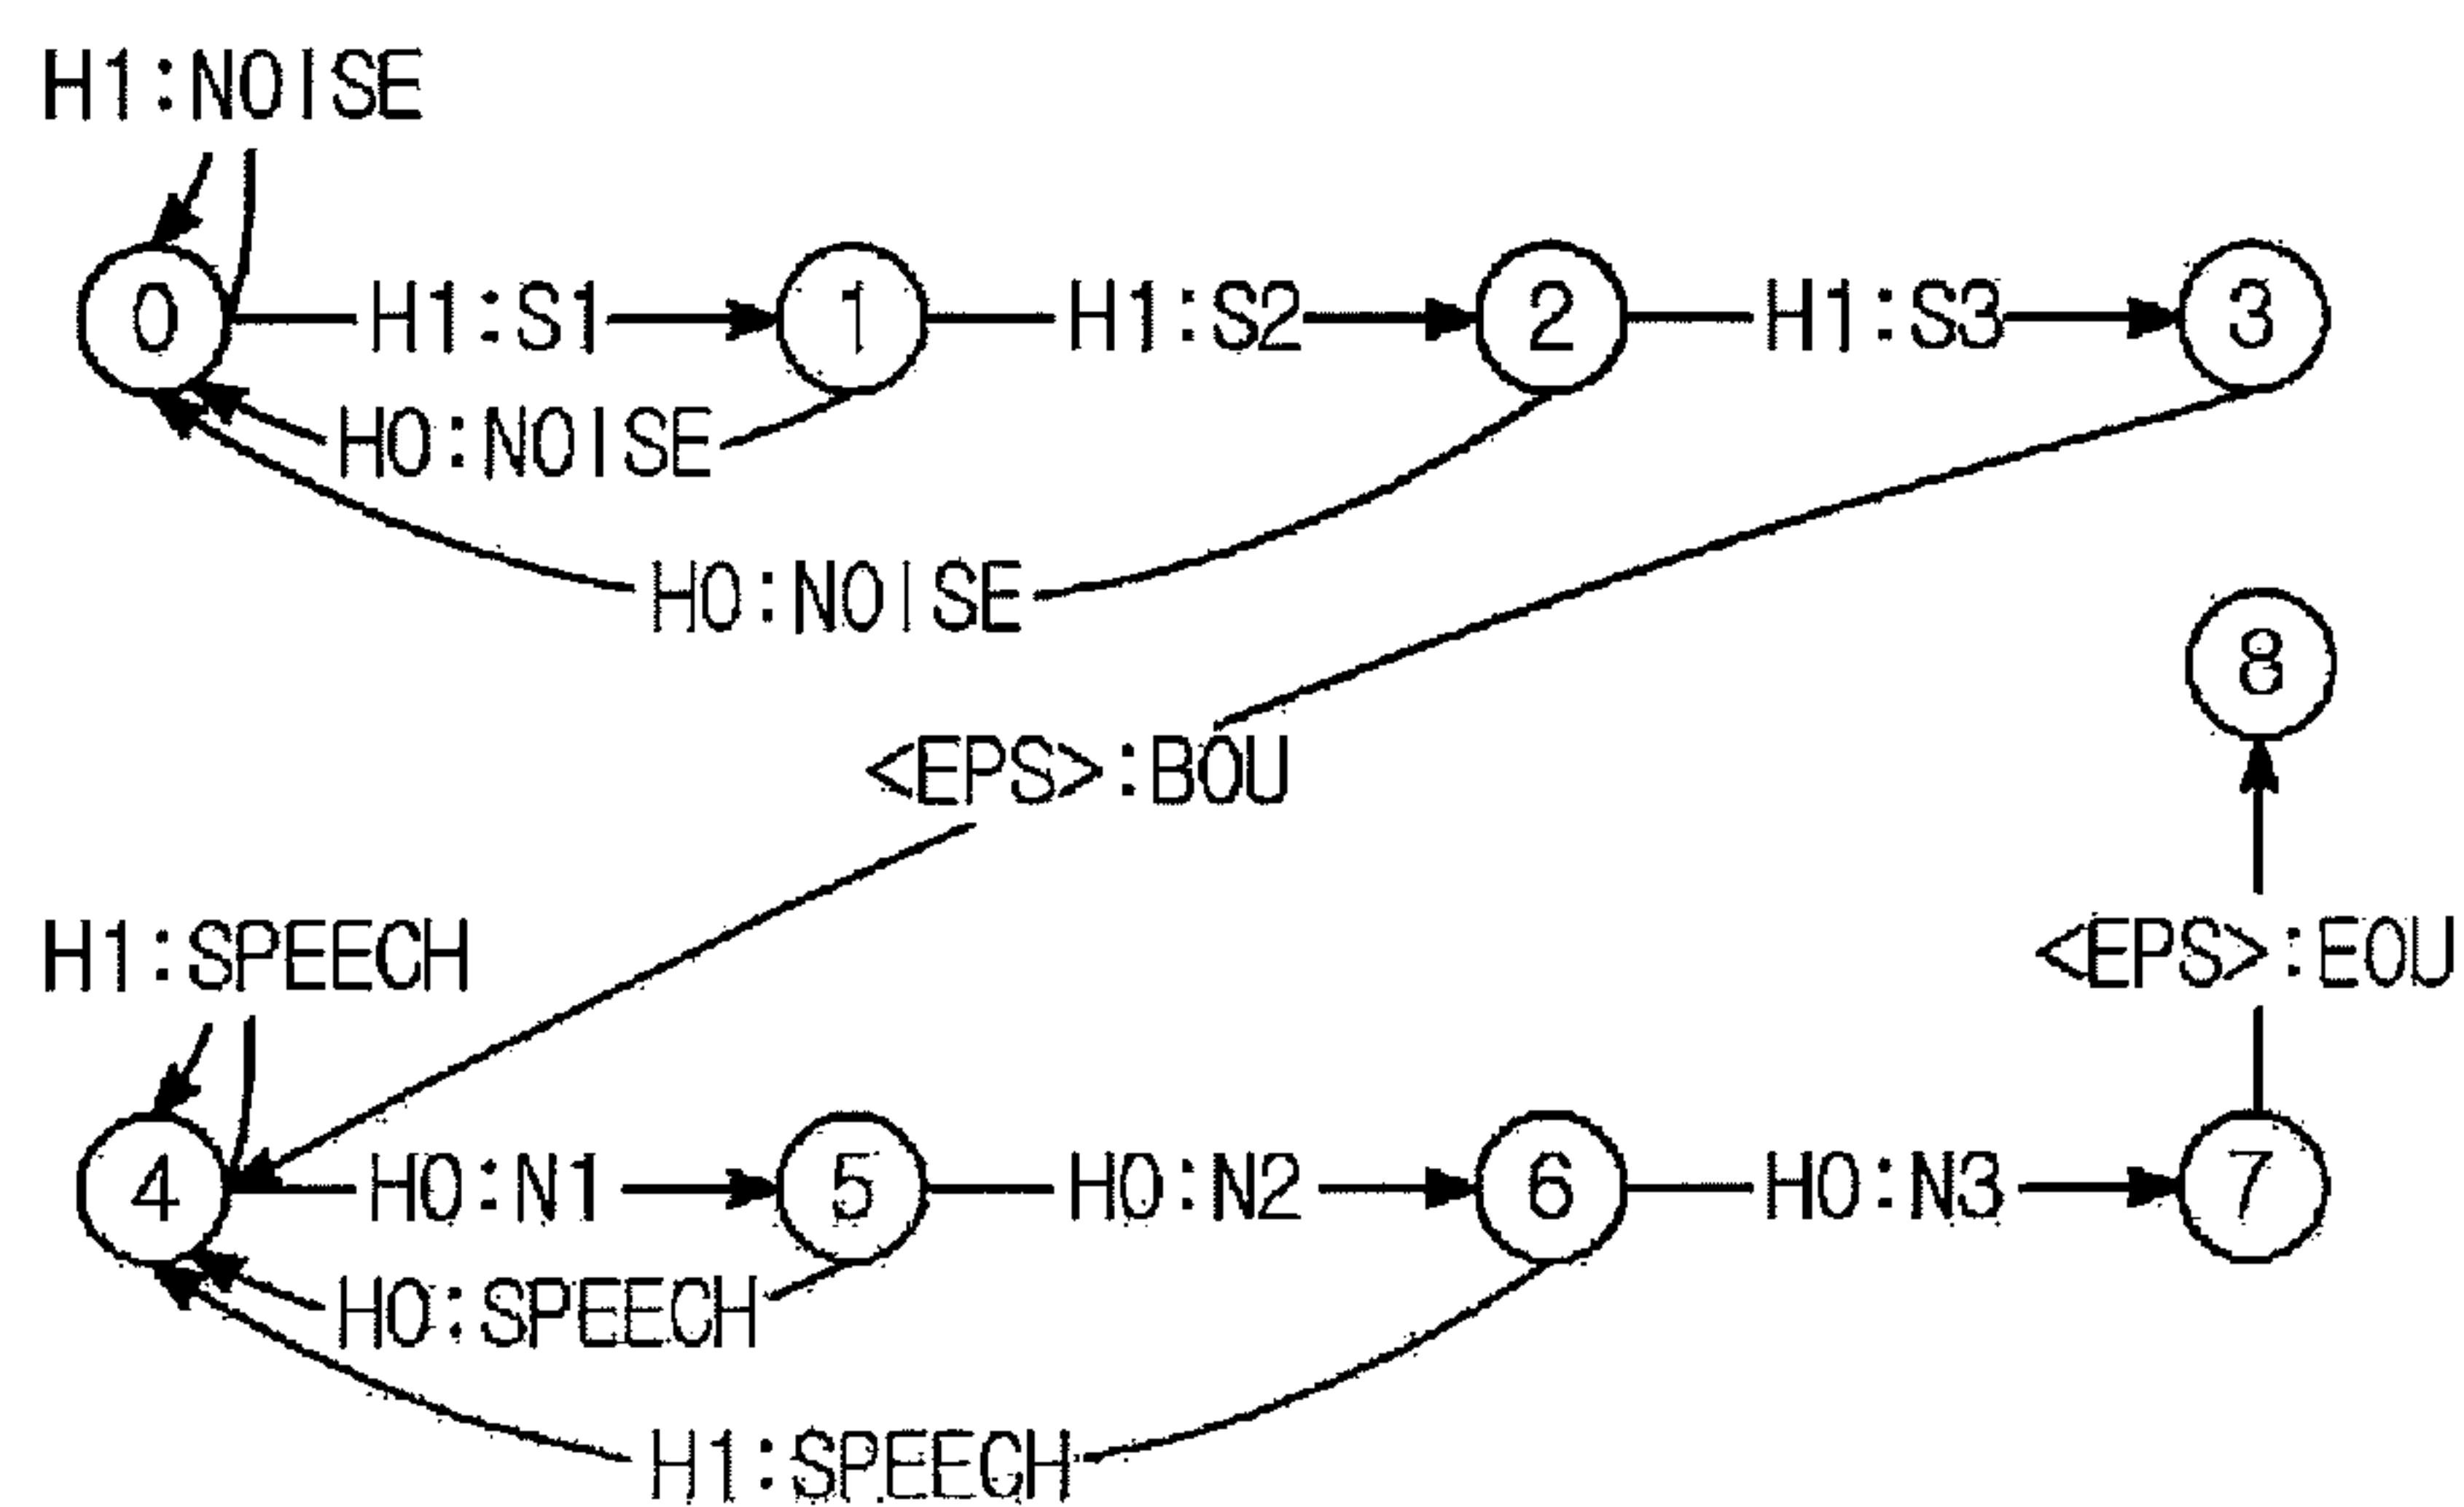 H1:NOISE
0 H1:S1 1 H1:S2 2 H1:S3 3
H0:NOISE
H0:NOISE
8
<EPS>:BOU
H1:SPEECH <EPS>:EOU
4 H0:N1 5 H0:N2 6 H0:N3 7
H0:SPEECH
H1:SPEECH